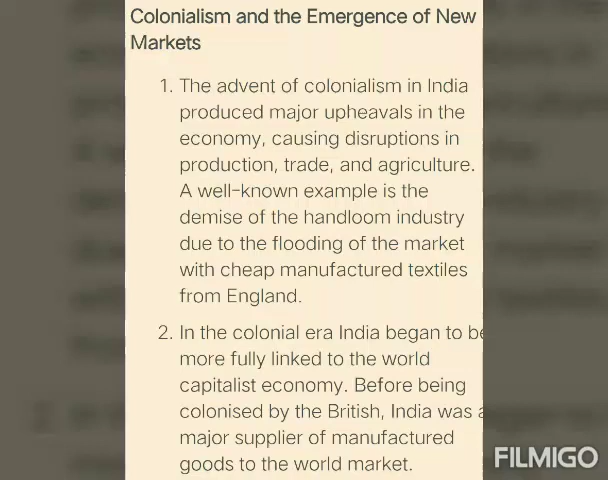 Colonialism and the Emergence of New
Markets
1. The advent of colonialism in India
produced major upheavals in the
economy, causing disruptions in
production, trade, and agriculture.
A well-known example is the
demise of the handloom industry
due to the flooding of the market
with cheap manufactured textiles
from England.
2. In the colonial era India began to be
more fully linked to the world
capitalist economy. Before being
colonised by the British, India was a
major supplier of manufactured
goods to the world market.
FILMIGO